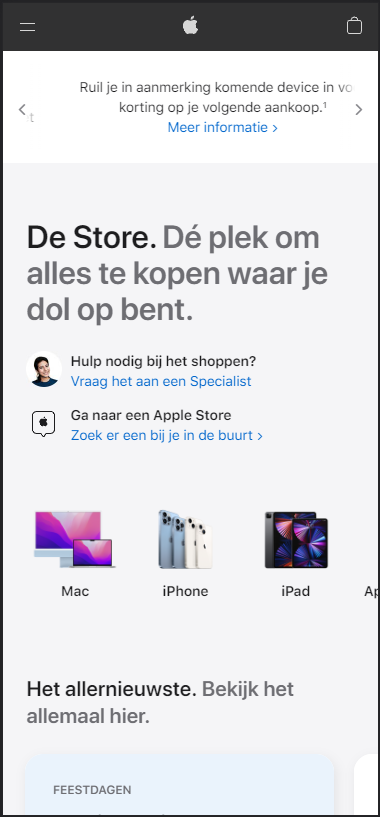 Ruil je in aanmerking komende device in voo
korting op je volgende aankoop.¹
Meer informatie >
De Store. Dé plek om
alles te kopen waar je
dol op bent.
Hulp nodig bij het shoppen?
Vraag het aan een Specialist
Ga naar een Apple Store
Zoek er een bij je in de buurt >
Mac
iPhone
iPad
Het allernieuwste. Bekijk het
allemaal hier.
FEESTDAGEN